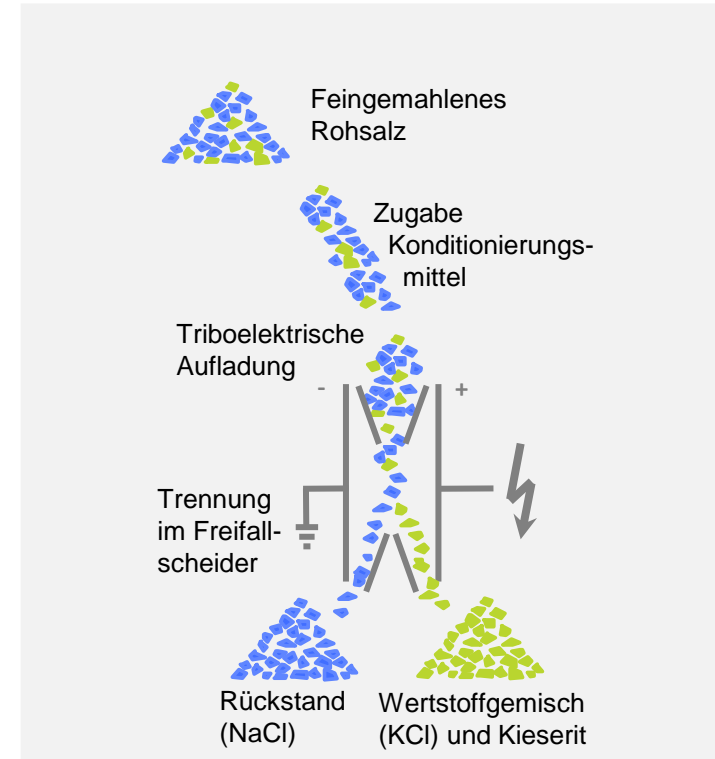 Feingemahlenes
Rohsalz
Zugabe
Konditionierungs-
mittel
Triboelektrische
Aufladung
- +
Trennung
im Freifall-
scheider
Rückstand
(NaCl)
Wertstoffgemisch
(KCl) und Kieserit